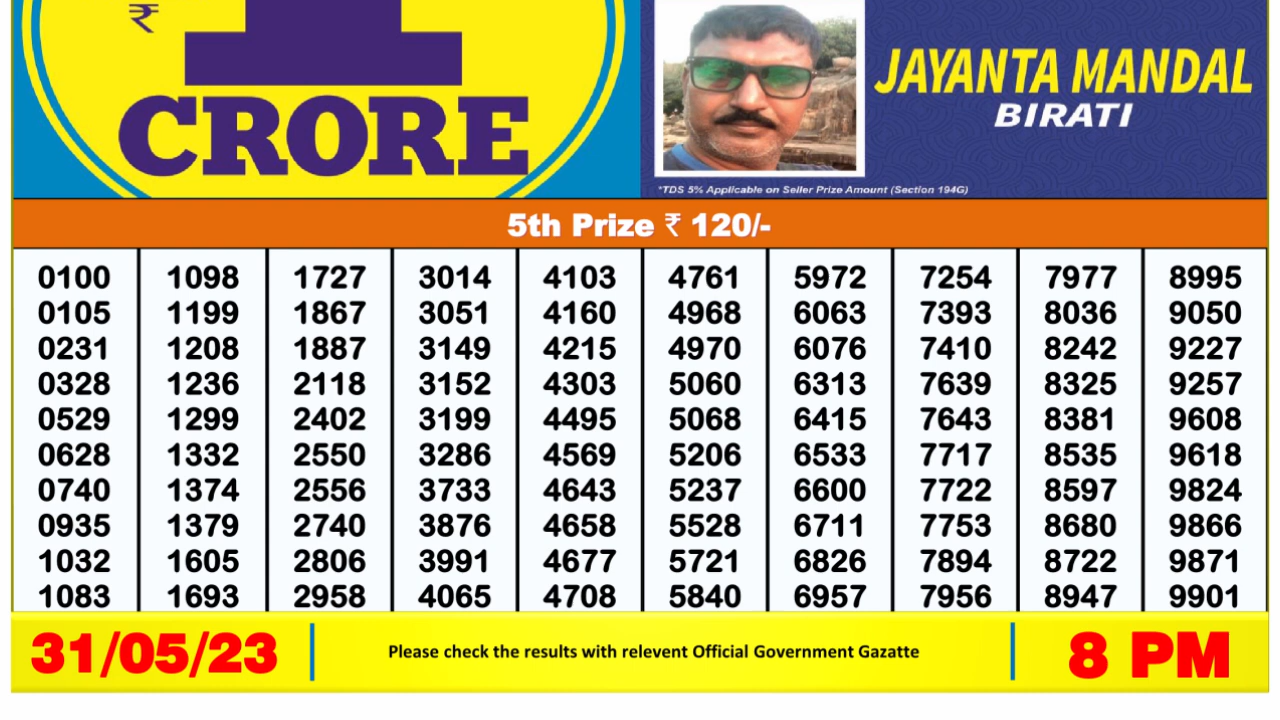 ₹
1
CRORE
JAYANTA MANDAL
BIRATI
*TDS 5% Applicable on Seller Prize Amount (Section 194G)
5th Prize ₹ 120/-
0100 1098 1727 3014 4103 4761 5972 7254 7977 8995
0105 1199 1867 3051 4160 4968 6063 7393 8036 9050
0231 1208 1887 3149 4215 4970 6076 7410 8242 9227
0328 1236 2118 3152 4303 5060 6313 7639 8325 9257
0529 1299 2402 3199 4495 5068 6415 7643 8381 9608
0628 1332 2550 3286 4569 5206 6533 7717 8535 9618
0740 1374 2556 3733 4643 5237 6600 7722 8597 9824
0935 1379 2740 3876 4658 5528 6711 7753 8680 9866
1032 1605 2806 3991 4677 5721 6826 7894 8722 9871
1083 1693 2958 4065 4708 5840 6957 7956 8947 9901
31/05/23
Please check the results with relevent Official Government Gazatte
8 PM